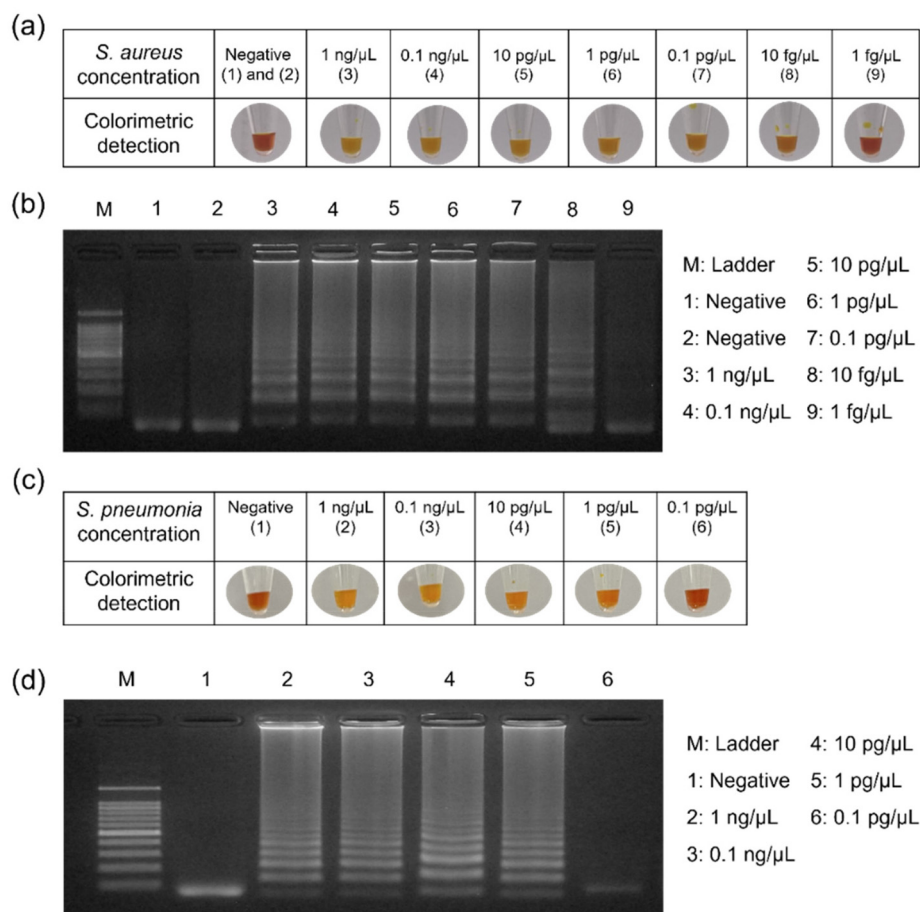 (a)
S. aureus concentration Negative (1) and (2) 1 ng/µL (3) 0.1 ng/µL (4) 10 pg/µL (5) 1 pg/µL (6) 0.1 pg/µL (7) 10 fg/µL (8) 1 fg/µL (9)
Colorimetric detection
(b)
M 1 2 3 4 5 6 7 8 9
M: Ladder 5: 10 pg/µL
1: Negative 6: 1 pg/µL
2: Negative 7: 0.1 pg/µL
3: 1 ng/µL 8: 10 fg/µL
4: 0.1 ng/µL 9: 1 fg/µL
(c)
S. pneumonia concentration Negative (1) 1 ng/µL (2) 0.1 ng/µL (3) 10 pg/µL (4) 1 pg/µL (5) 0.1 pg/µL (6)
Colorimetric detection
(d)
M 1 2 3 4 5 6
M: Ladder 4: 10 pg/µL
1: Negative 5: 1 pg/µL
2: 1 ng/µL 6: 0.1 pg/µL
3: 0.1 ng/µL